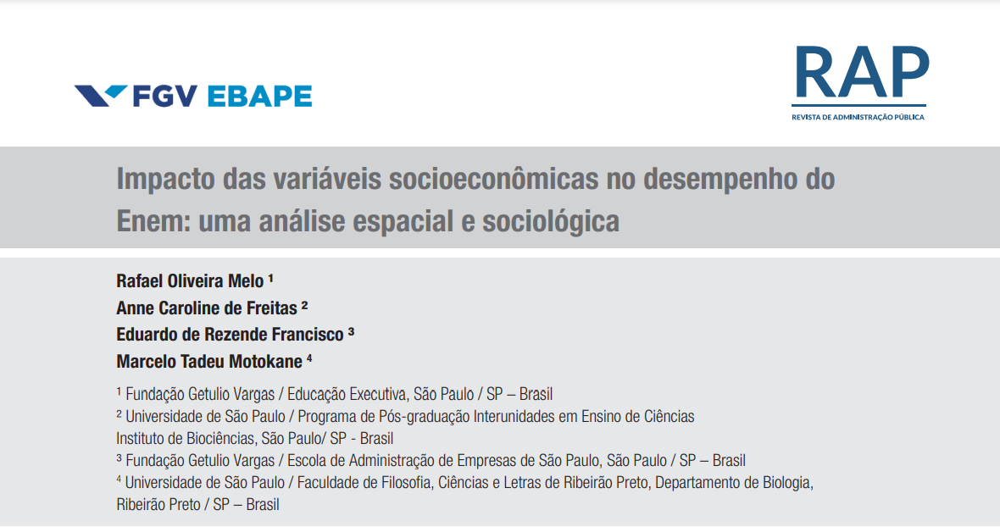 FGV EBAPE
RAP
REVISTA DE ADMINISTRAÇÃO PÚBLICA
Impacto das variáveis socioeconômicas no desempenho do
Enem: uma análise espacial e sociológica
Rafael Oliveira Melo ¹
Anne Caroline de Freitas ²
Eduardo de Rezende Francisco ³
Marcelo Tadeu Motokane ⁴
¹ Fundação Getulio Vargas / Educação Executiva, São Paulo / SP – Brasil
² Universidade de São Paulo / Programa de Pós-graduação Interunidades em Ensino de Ciências
Instituto de Biociências, São Paulo/ SP - Brasil
³ Fundação Getulio Vargas / Escola de Administração de Empresas de São Paulo, São Paulo / SP – Brasil
⁴ Universidade de São Paulo / Faculdade de Filosofia, Ciências e Letras de Ribeirão Preto, Departamento de Biologia,
Ribeirão Preto / SP – Brasil